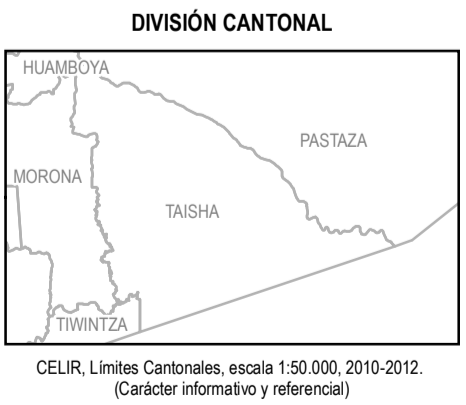 DIVISIÓN CANTONAL
HUAMBOYA
PASTAZA
MORONA
TAISHA
TIWINTZA
CELIR, Límites Cantonales, escala 1:50.000, 2010-2012.
(Carácter informativo y referencial)